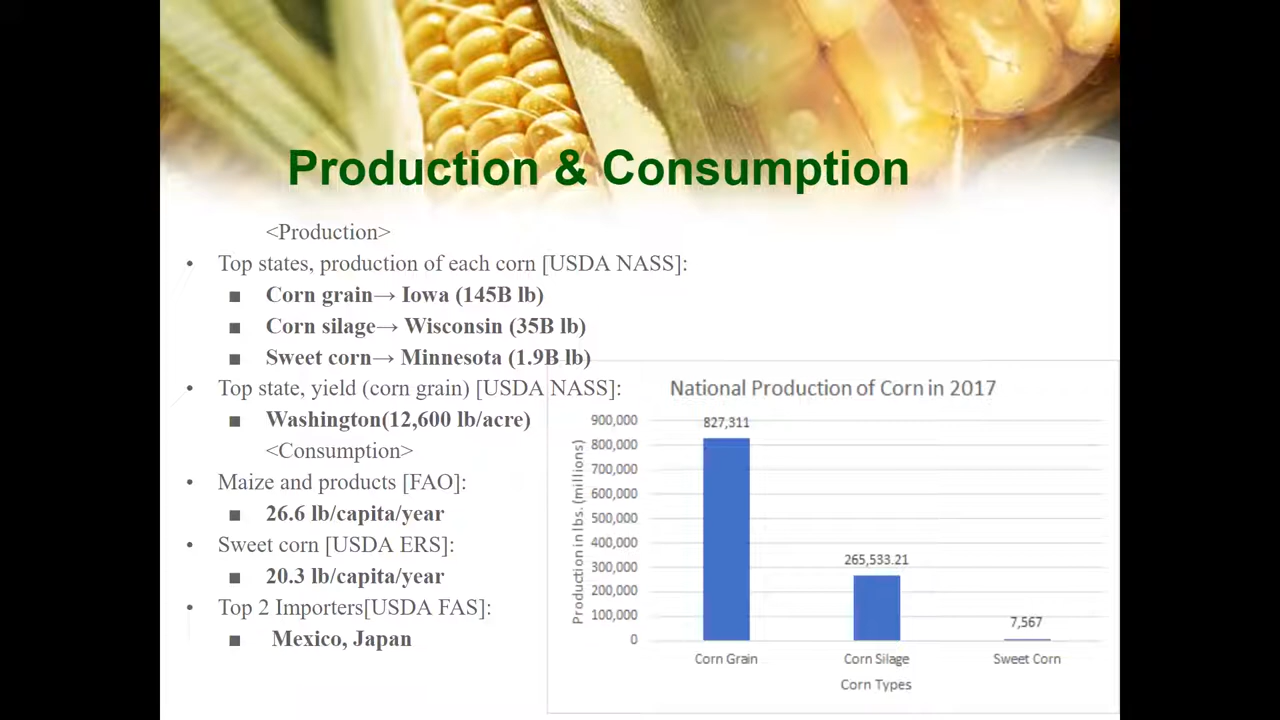 Production & Consumption
<Production>
• Top states, production of each corn [USDA NASS]:
■ Corn grain→ Iowa (145B lb)
■ Corn silage→ Wisconsin (35B lb)
■ Sweet corn→ Minnesota (1.9B lb)
• Top state, yield (corn grain) [USDA NASS]:
■ Washington(12,600 lb/acre)
<Consumption>
• Maize and products [FAO]:
■ 26.6 lb/capita/year
• Sweet corn [USDA ERS]:
■ 20.3 lb/capita/year
• Top 2 Importers[USDA FAS]:
■ Mexico, Japan
National Production of Corn in 2017
Production in lbs. (millions)
900,000
800,000
700,000
600,000
500,000
400,000
300,000
200,000
100,000
0
827,311
265,533.21
7,567
Corn Grain
Corn Silage
Sweet Corn
Corn Types